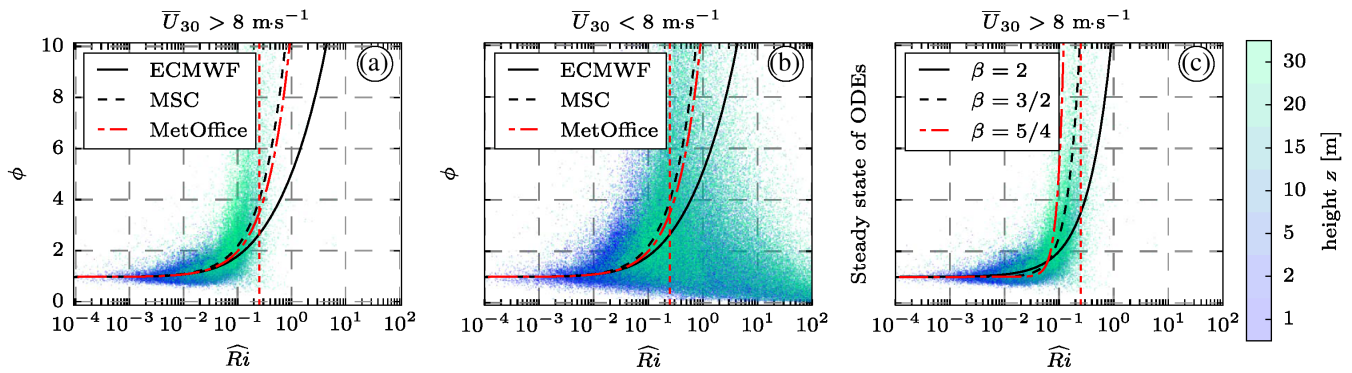 U̅₃₀ > 8 m·s⁻¹
ϕ
10
8
6
4
2
0
ECMWF
MSC
MetOffice
(a)
10⁻⁴ 10⁻³ 10⁻² 10⁻¹ 10⁰ 10¹ 10²
R̂i
U̅₃₀ < 8 m·s⁻¹
ϕ
ECMWF
MSC
MetOffice
(b)
10⁻⁴ 10⁻³ 10⁻² 10⁻¹ 10⁰ 10¹ 10²
R̂i
U̅₃₀ > 8 m·s⁻¹
Steady state of ODEs
β = 2
β = 3/2
β = 5/4
(c)
10⁻⁴ 10⁻³ 10⁻² 10⁻¹ 10⁰ 10¹ 10²
R̂i
30
20
15
10
5
2
1
height z [m]